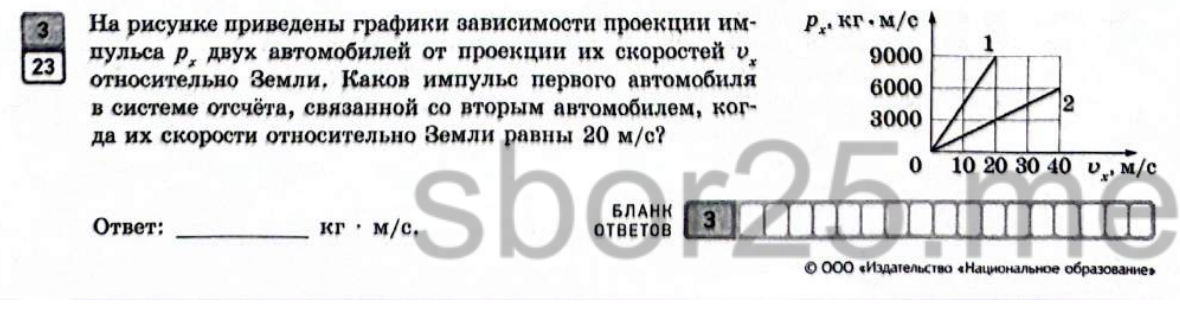 3
23
На рисунке приведены графики зависимости проекции им-
пульса pₓ двух автомобилей от проекции их скоростей υₓ
относительно Земли. Каков импульс первого автомобиля
в системе отсчёта, связанной со вторым автомобилем, ког-
да их скорости относительно Земли равны 20 м/с?
pₓ, кг · м/с
9000
6000
3000
1
2
0 10 20 30 40 υₓ, м/с
Ответ: ____________ кг · м/с.
БЛАНК
ОТВЕТОВ
3
sbor25.me
© ООО «Издательство «Национальное образование»